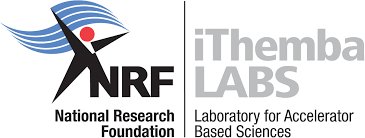 NRF
National Research
Foundation
iThemba
LABS
Laboratory for Accelerator
Based Sciences